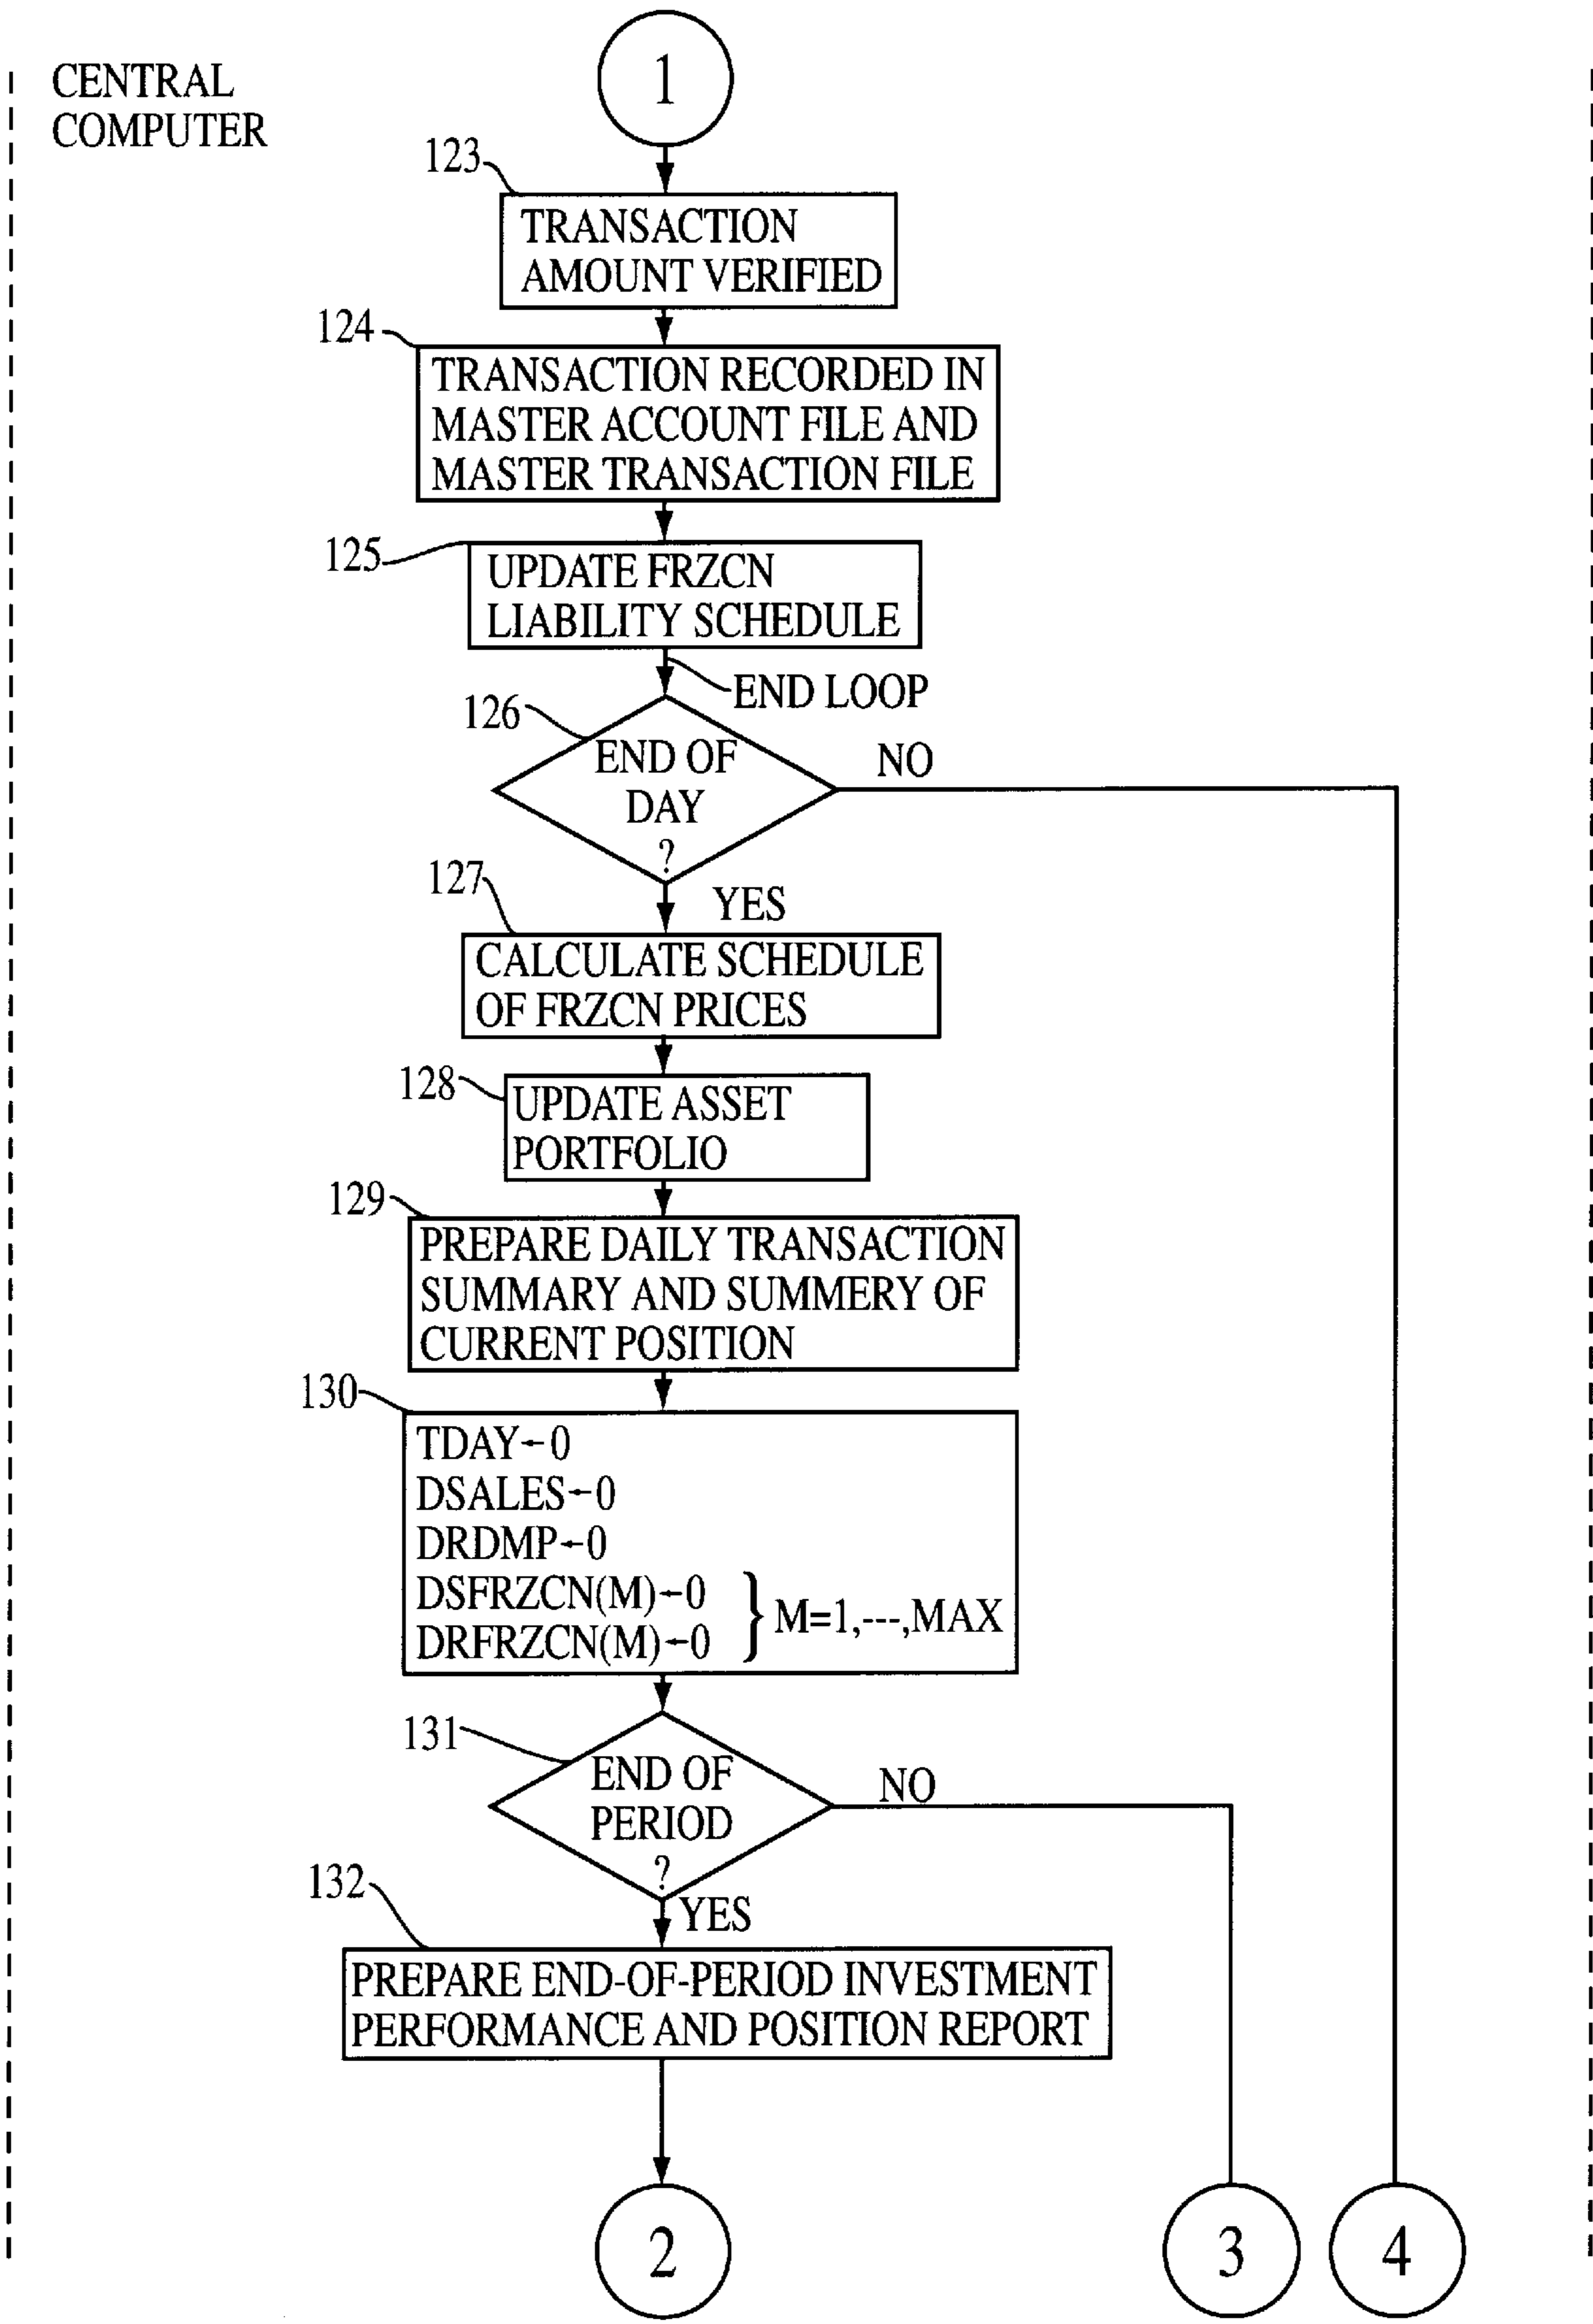 CENTRAL
COMPUTER
1
123
TRANSACTION
AMOUNT VERIFIED
124
TRANSACTION RECORDED IN
MASTER ACCOUNT FILE AND
MASTER TRANSACTION FILE
125
UPDATE FRZCN
LIABILITY SCHEDULE
END LOOP
126
END OF
DAY
?
NO
YES
127
CALCULATE SCHEDULE
OF FRZCN PRICES
128
UPDATE ASSET
PORTFOLIO
129
PREPARE DAILY TRANSACTION
SUMMARY AND SUMMERY OF
CURRENT POSITION
130
TDAY←0
DSALES←0
DRDMP←0
DSFRZCN(M)←0
DRFRZCN(M)←0
} M=1,---,MAX
131
END OF
PERIOD
?
NO
YES
132
PREPARE END-OF-PERIOD INVESTMENT
PERFORMANCE AND POSITION REPORT
2
3
4